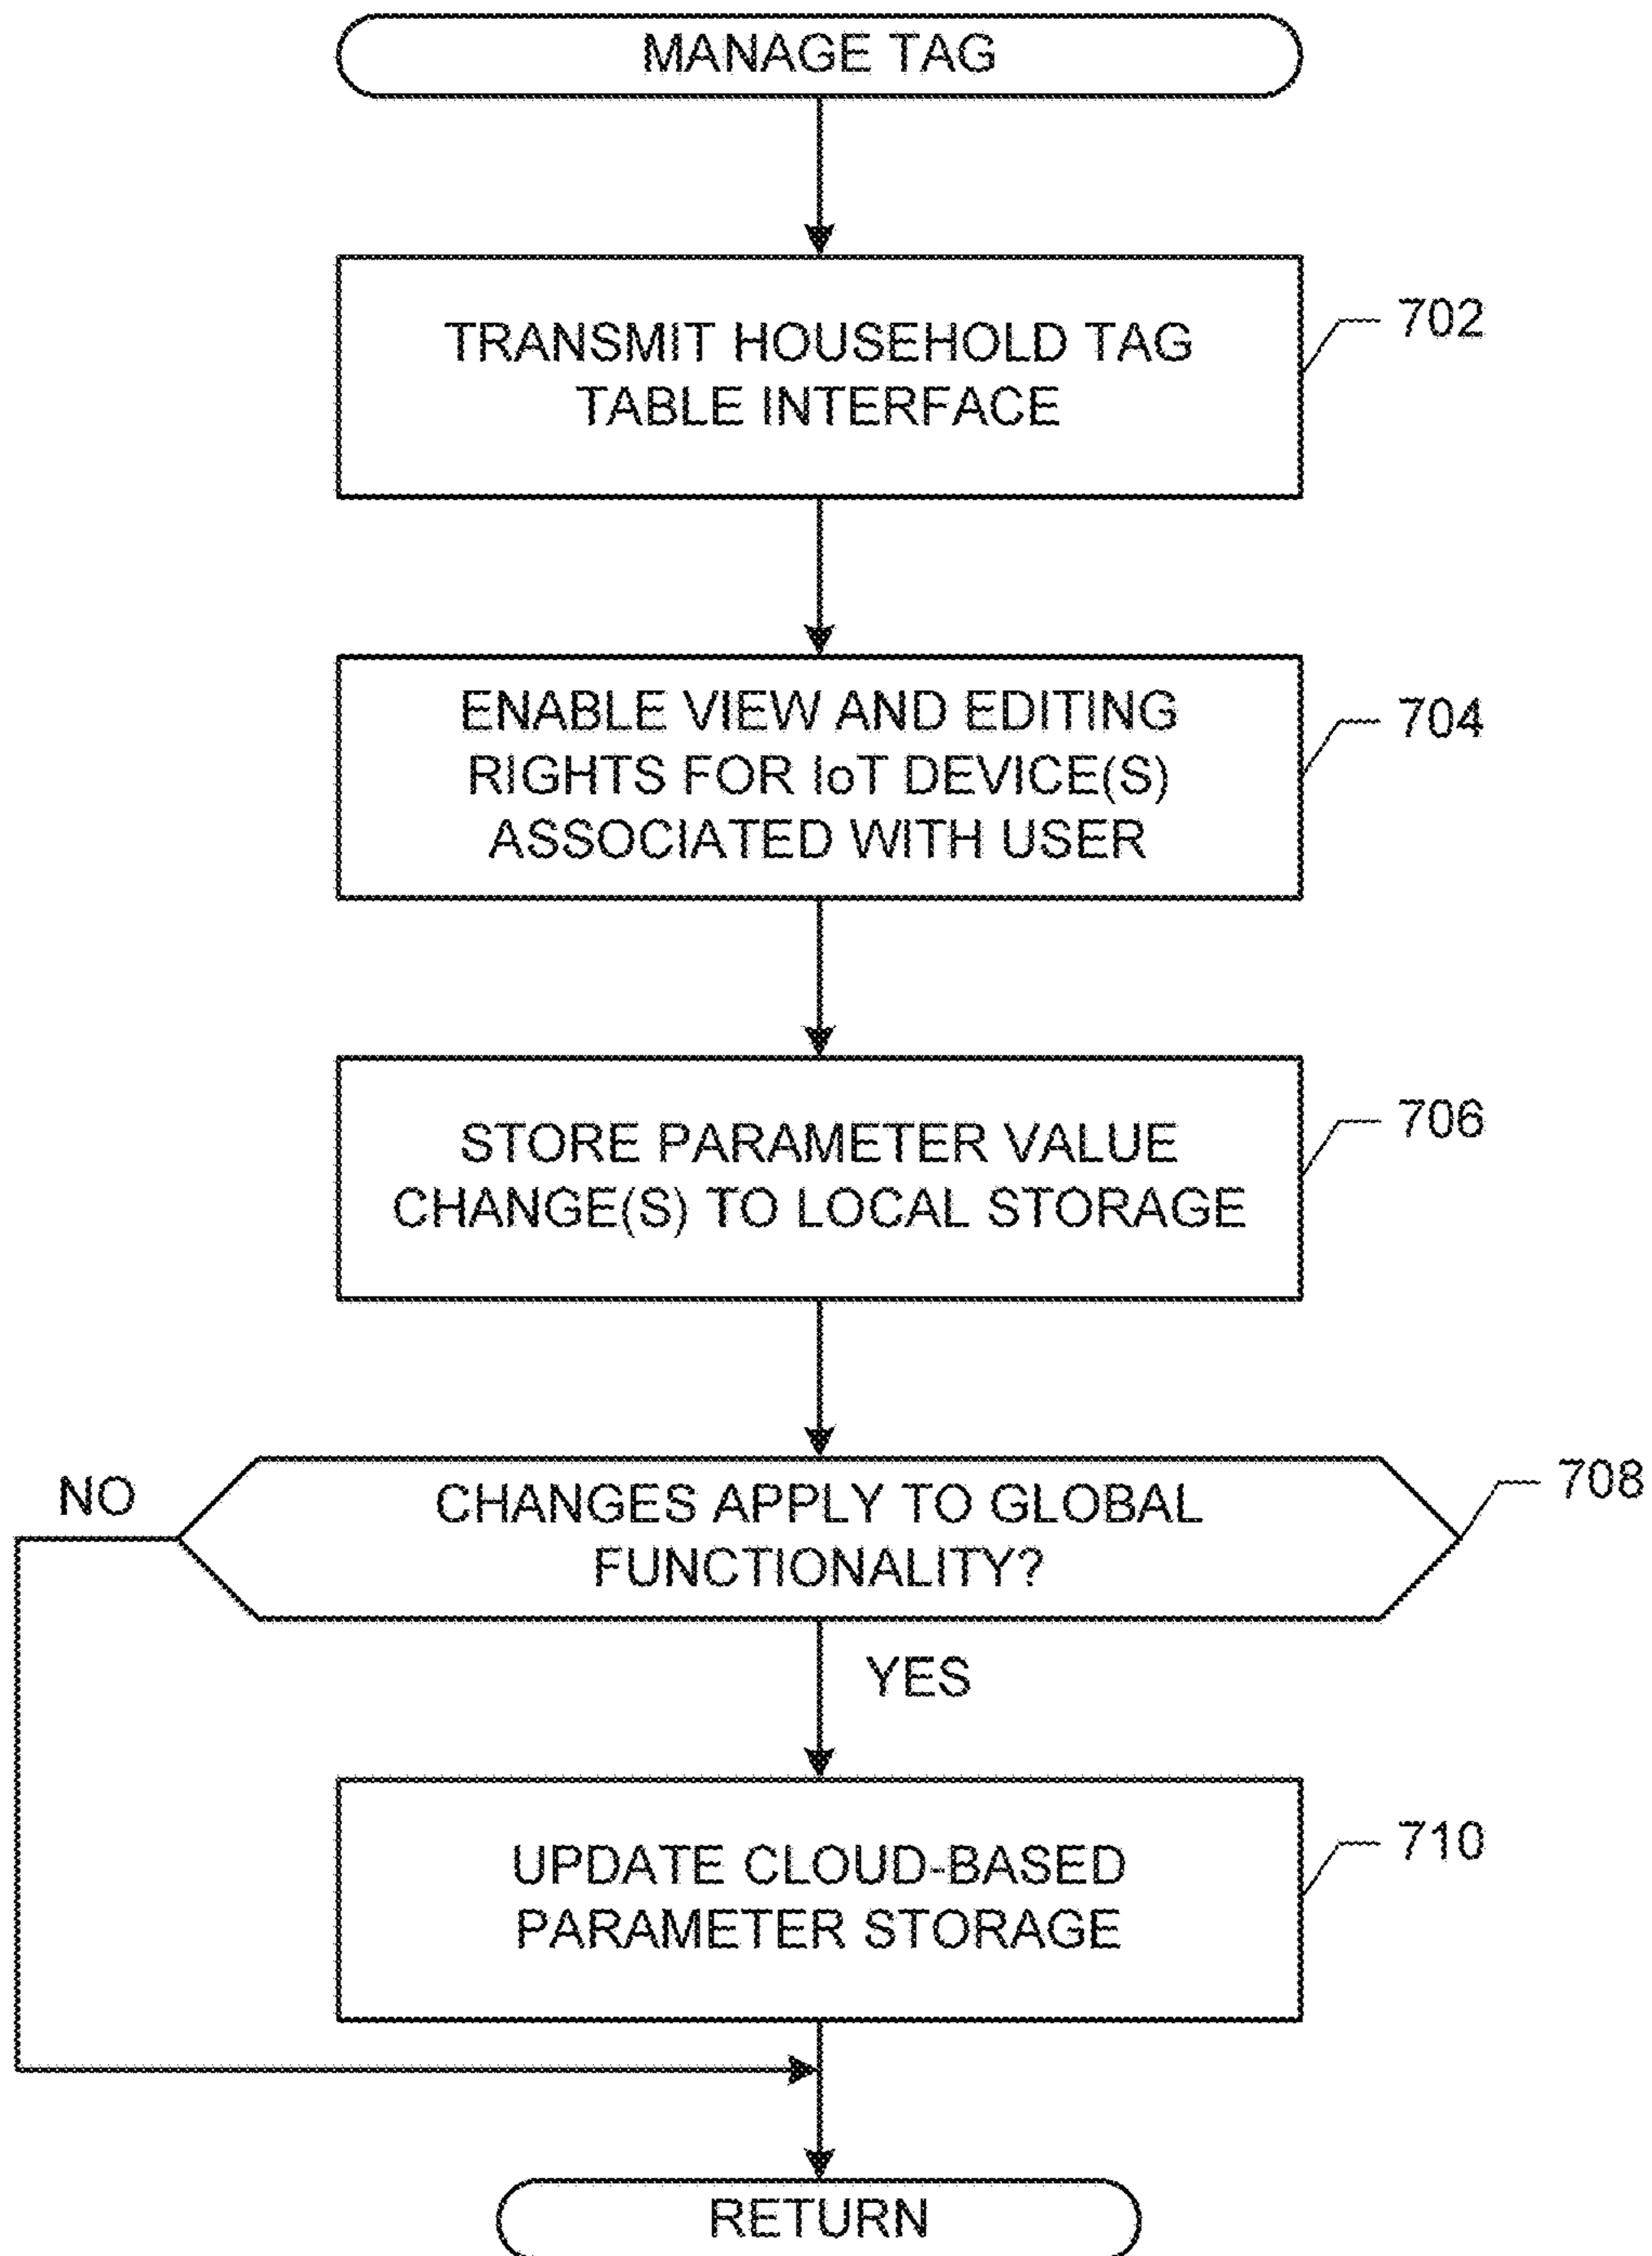 MANAGE TAG
TRANSMIT HOUSEHOLD TAG
TABLE INTERFACE
702
ENABLE VIEW AND EDITING
RIGHTS FOR IoT DEVICE(S)
ASSOCIATED WITH USER
704
STORE PARAMETER VALUE
CHANGE(S) TO LOCAL STORAGE
706
NO
CHANGES APPLY TO GLOBAL
FUNCTIONALITY?
708
YES
UPDATE CLOUD-BASED
PARAMETER STORAGE
710
RETURN